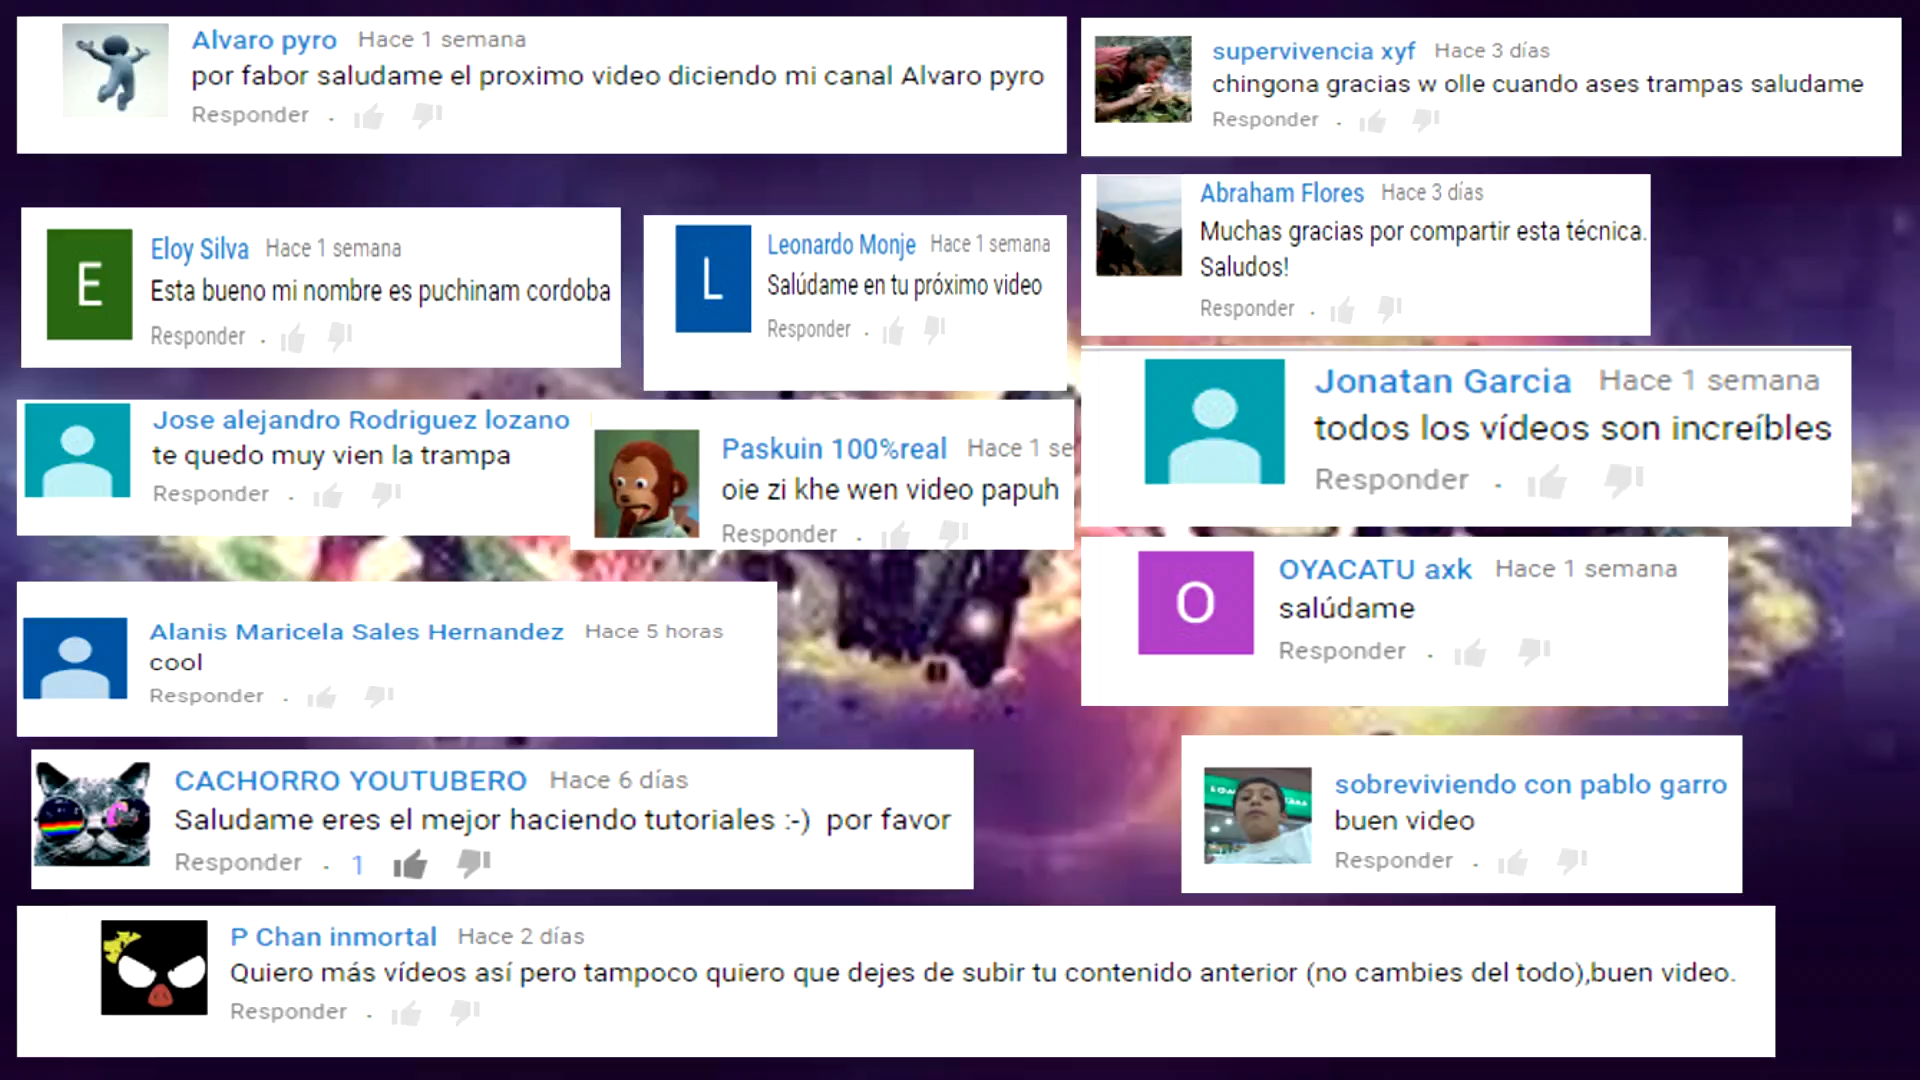 Alvaro pyro Hace 1 semana
por fabor saludame el proximo video diciendo mi canal Alvaro pyro
Responder .
supervivencia xyf Hace 3 días
chingona gracias w olle cuando ases trampas saludame
Responder .
Eloy Silva Hace 1 semana
E
Esta bueno mi nombre es puchinam cordoba
Responder .
Leonardo Monje Hace 1 semana
L
Salúdame en tu próximo video
Responder .
Abraham Flores Hace 3 días
Muchas gracias por compartir esta técnica.
Saludos!
Responder .
Jose alejandro Rodriguez lozano
te quedo muy vien la trampa
Responder .
Paskuin 100%real Hace 1 se
oie zi khe wen video papuh
Responder .
Jonatan Garcia Hace 1 semana
todos los vídeos son increíbles
Responder .
OYACATU axk Hace 1 semana
O
salúdame
Responder .
Alanis Maricela Sales Hernandez Hace 5 horas
cool
Responder .
CACHORRO YOUTUBERO Hace 6 días
Saludame eres el mejor haciendo tutoriales :-) por favor
Responder . 1
sobreviviendo con pablo garro
buen video
Responder .
P Chan inmortal Hace 2 días
Quiero más vídeos así pero tampoco quiero que dejes de subir tu contenido anterior (no cambies del todo),buen video.
Responder .